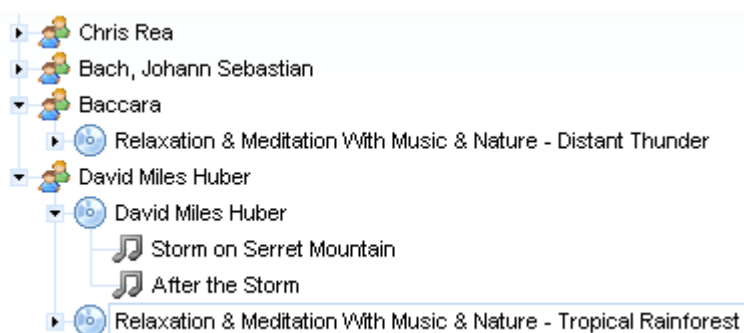 Chris Rea
Bach, Johann Sebastian
Baccara
Relaxation & Meditation With Music & Nature - Distant Thunder
David Miles Huber
David Miles Huber
Storm on Serret Mountain
After the Storm
Relaxation & Meditation With Music & Nature - Tropical Rainforest